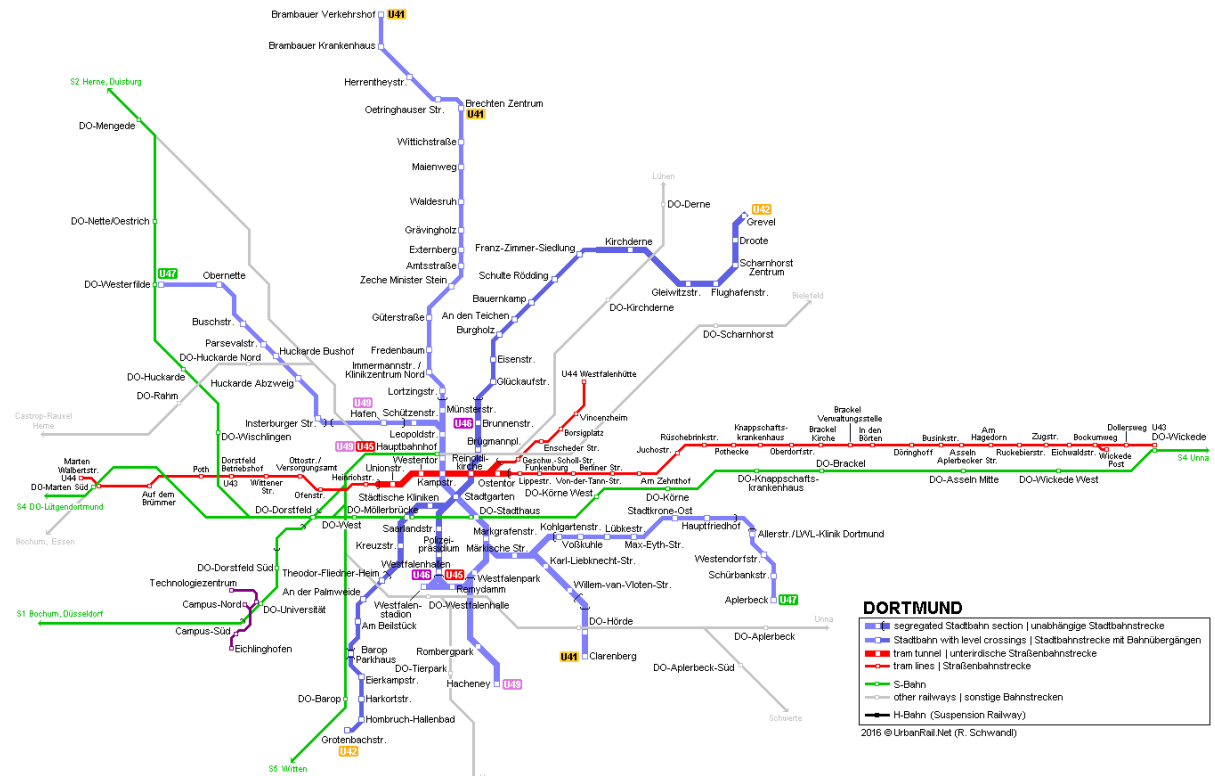 Brambauer Verkehrshof
U41
Brambauer Krankenhaus
Herrentheystr.
Oetringhauser Str.
Brechten Zentrum
U41
Wittichstraße
Maienweg
Waldesruh
Grävingholz
Externberg
Amtsstraße
Zeche Minister Stein
Güterstraße
Fredenbaum
Immermannstr. /
Klinikzentrum Nord
Lortzingstr.
Münsterstr.
S2 Herne, Duisburg
DO-Mengede
DO-Nette/Oestrich
U47
Obernette
DO-Westerfilde
Buschstr.
Parsevalstr.
Huckarde Bushof
DO-Huckarde Nord
Huckarde Abzweig
DO-Huckarde
DO-Rahm
Castrop-Rauxel
Herne
DO-Wischlingen
Insterburger Str.
U49
Hafen
Schützenstr.
Leopoldstr.
U49
U45
Hauptbahnhof
Lünen
DO-Derne
U42
Grevel
Droote
Scharnhorst
Zentrum
Kirchderne
Franz-Zimmer-Siedlung
Gleiwitzstr.
Flughafenstr.
Schulte Rödding
Bauernkamp
An den Teichen
Burgholz
Eisenstr.
Glückaufstr.
U46
Brunnenstr.
Brügmannpl.
DO-Kirchderne
Bielefeld
DO-Scharnhorst
U44 Westfalenhütte
Vincenzheim
Borsigplatz
Enscheder Str.
Geschw.-Scholl-Str.
Funkenburg
Berliner Str.
Lippestr.
Von-der-Tann-Str.
Am Zehnthof
Juchostr.
Rüschebrinkstr.
Pothecke
Knappschafts-
krankenhaus
Oberdorfstr.
Brackel
Kirche
Brackel
Verwaltungsstelle
In den
Börten
Döringhoff
Businkstr.
Asseln
Aplerbecker Str.
Am
Hagedorn
Ruckebierstr.
Zugstr.
Eichwaldstr.
Bockumweg
Wickede
Post
Dollersweg
U43
DO-Wickede
S4 Unna
DO-Brackel
DO-Knappschafts-
krankenhaus
DO-Asseln Mitte
DO-Wickede West
DO-Körne
DO-Körne West
Marten
Walbertstr.
U44
DO-Marten Süd
S4 DO-Lütgendortmund
Bochum, Essen
Auf dem
Brümmer
Poth
Dorstfeld
Betriebshof
U43
Wittener
Str.
Ottostr./
Versorgungsamt
Ofenstr.
Heinrichstr.
Unionstr.
Westentor
Kampstr.
Reinoldi-
kirche
Ostentor
Städtische Kliniken
Stadtgarten
DO-Dorstfeld
DO-West
DO-Möllerbrücke
DO-Stadthaus
Saarlandstr.
Polizei-
präsidium
Markgrafenstr.
Märkische Str.
Kreuzstr.
Westfalenhallen
U46
U45
Theodor-Fliedner-Heim
An der Palmweide
Westfalen-
stadion
Westfalenpark
Remydamm
DO-Westfalenhalle
Kohlgartenstr.
Voßkuhle
Lübkestr.
Max-Eyth-Str.
Stadtkrone-Ost
Hauptfriedhof
Allerstr./LWL-Klinik Dortmund
Westendorfstr.
Schürbankstr.
Aplerbeck
U47
Karl-Liebknecht-Str.
Willem-van-Vloten-Str.
DO-Hörde
Clarenberg
U41
Unna
DO-Aplerbeck
DO-Aplerbeck-Süd
Schwerte
DO-Dorstfeld Süd
Technologiezentrum
Campus-Nord
DO-Universität
Campus-Süd
Eichlinghofen
S1 Bochum, Düsseldorf
Am Beilstück
Barop
Parkhaus
Eierkampstr.
Harkortstr.
Hombruch-Hallenbad
Grotenbachstr.
U42
DO-Barop
S5 Witten
Rombergpark
DO-Tierpark
Hacheney
U49
DORTMUND
segregated Stadtbahn section | unabhängige Stadtbahnstrecke
Stadtbahn with level crossings | Stadtbahnstrecke mit Bahnübergängen
tram tunnel | unterirdische Straßenbahnstrecke
tram lines | Straßenbahnstrecke
S-Bahn
other railways | sonstige Bahnstrecken
H-Bahn (Suspension Railway)
2016 © UrbanRail.Net (R. Schwandl)